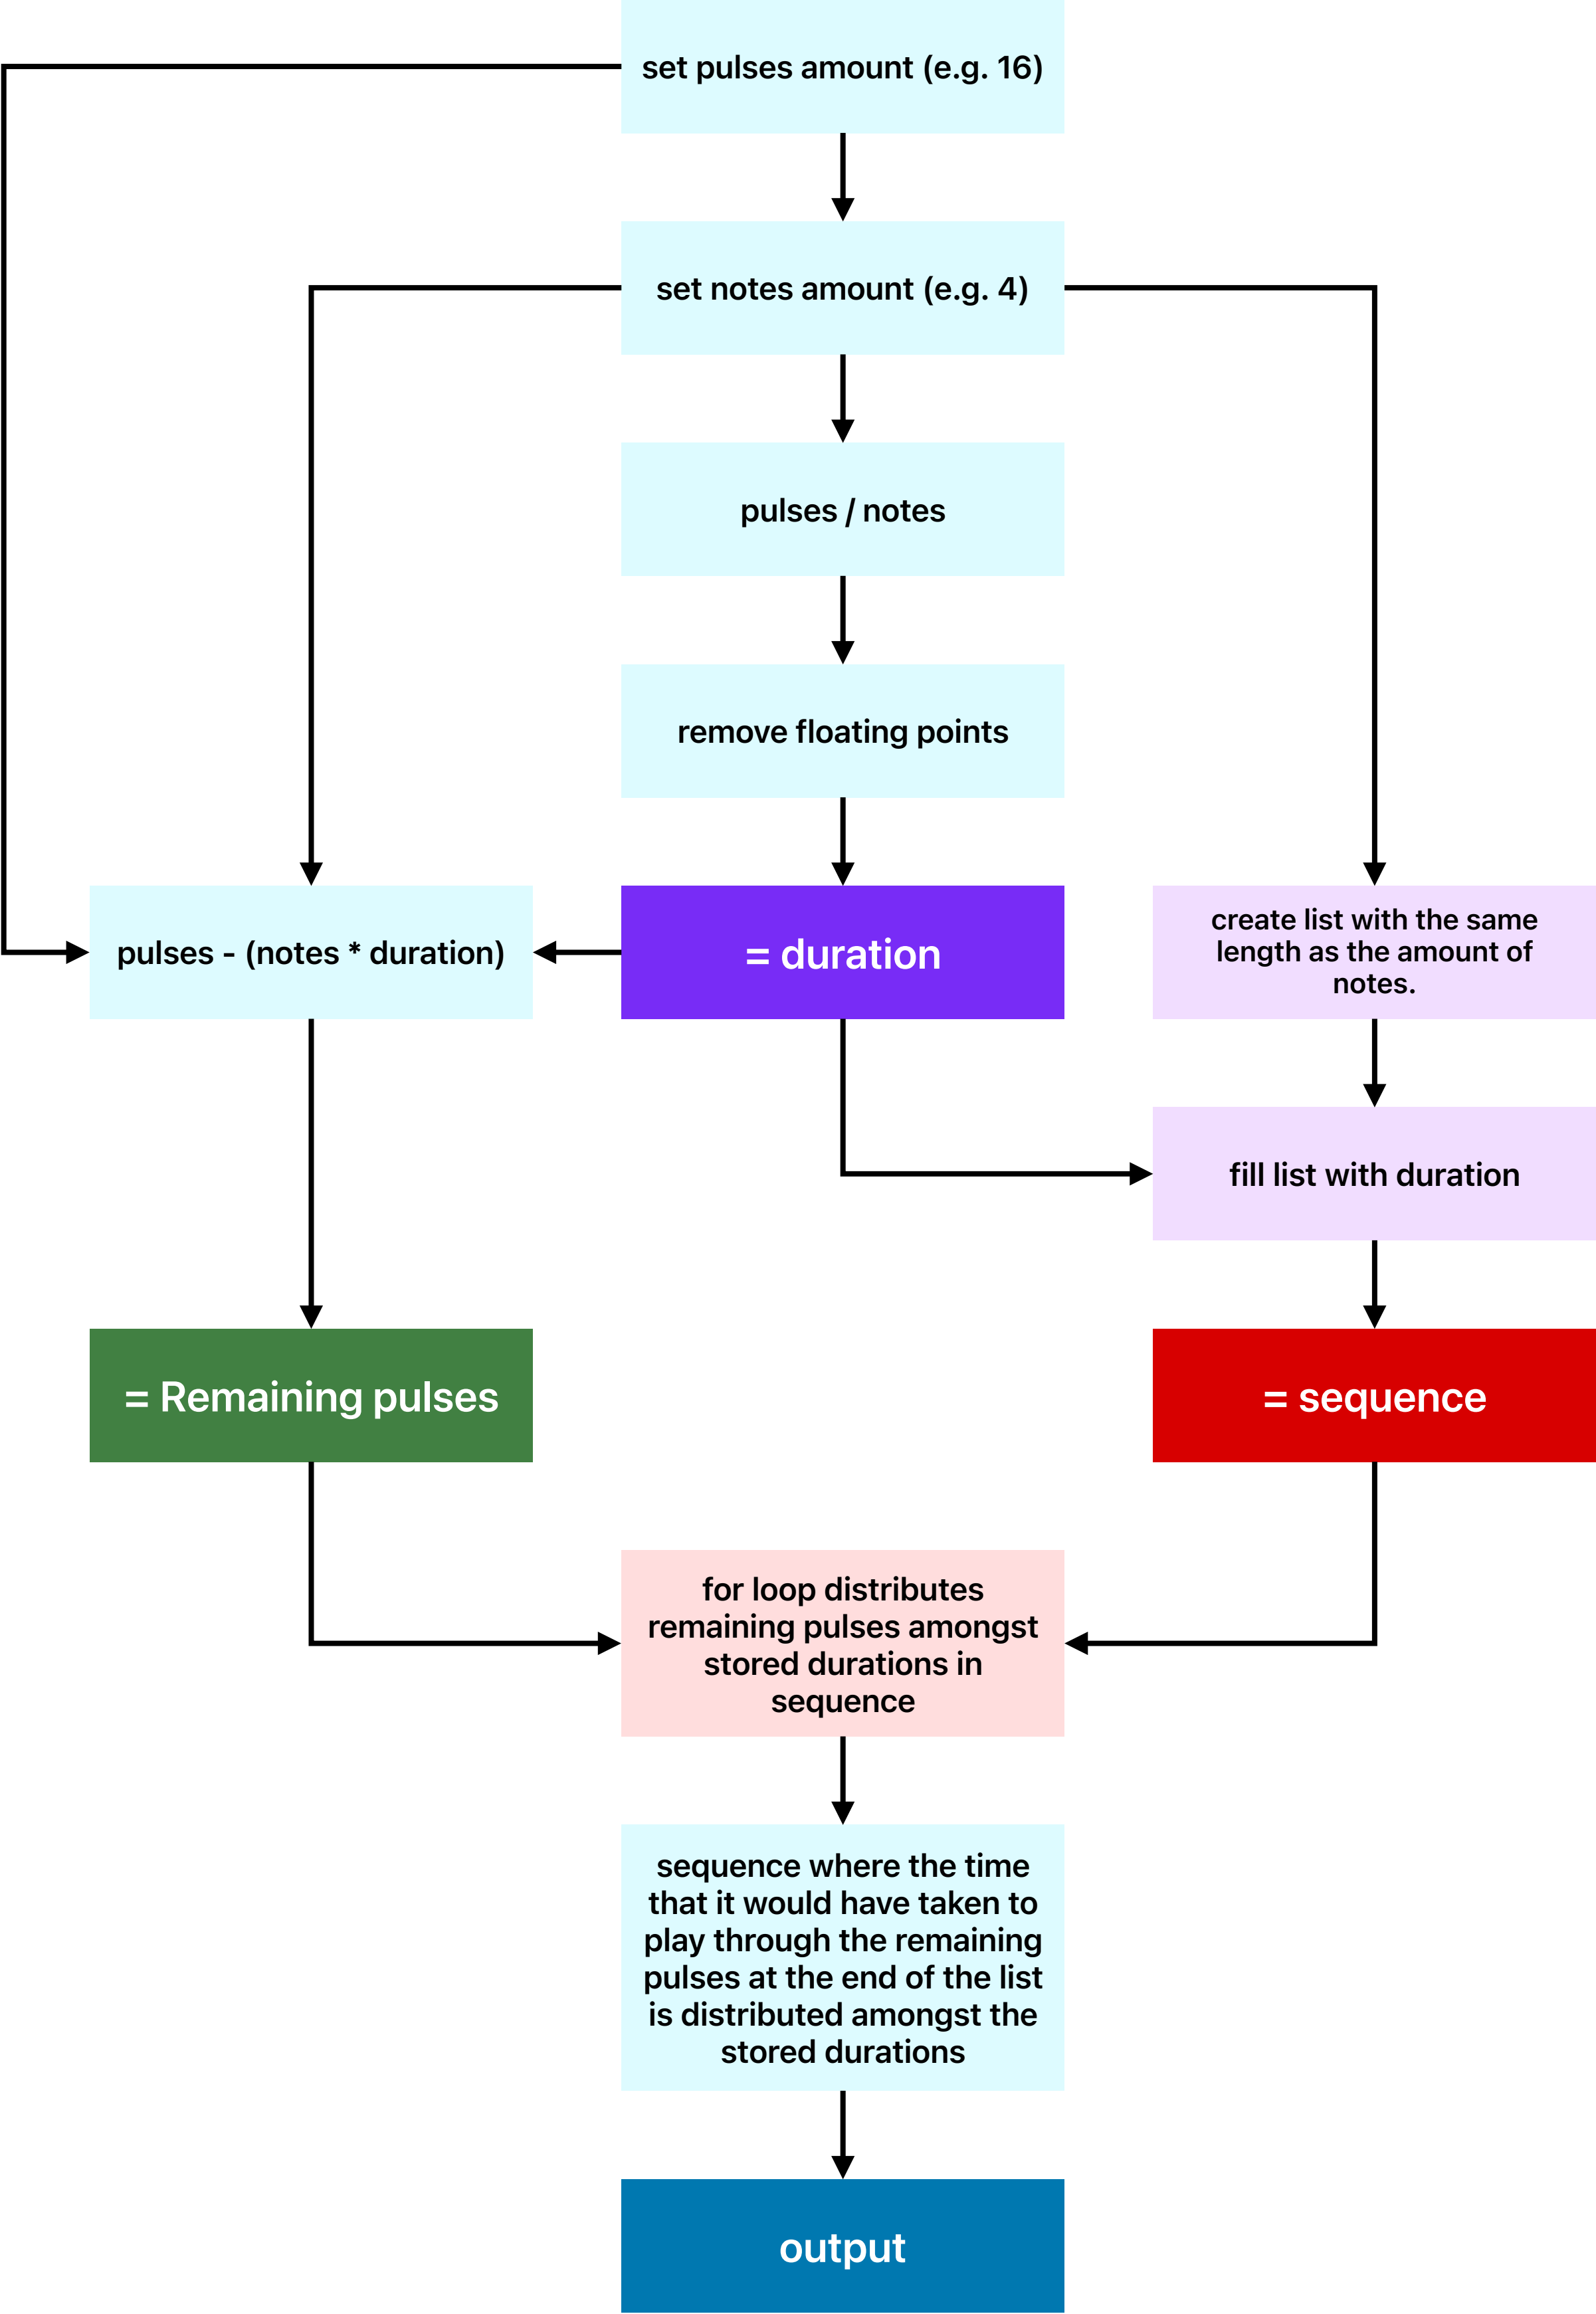 set pulses amount (e.g. 16)
set notes amount (e.g. 4)
pulses / notes
remove floating points
pulses - (notes * duration)
= duration
create list with the same
length as the amount of
notes.
fill list with duration
= Remaining pulses
= sequence
for loop distributes
remaining pulses amongst
stored durations in
sequence
sequence where the time
that it would have taken to
play through the remaining
pulses at the end of the list
is distributed amongst the
stored durations
output